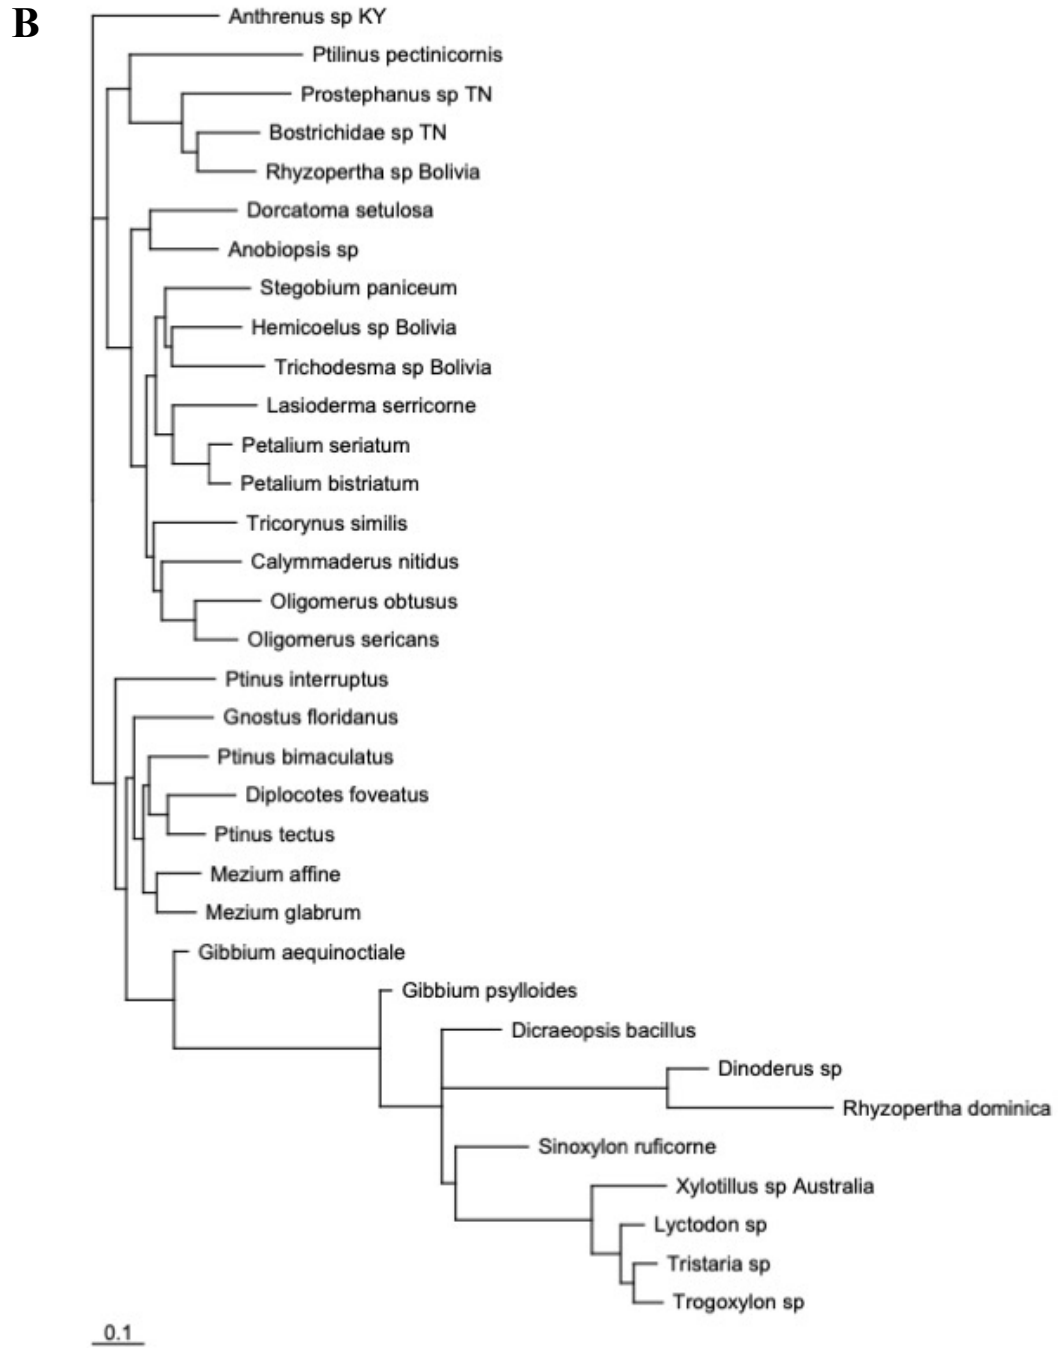 B
Anthrenus sp KY
Ptilinus pectinicornis
Prostephanus sp TN
Bostrichidae sp TN
Rhyzopertha sp Bolivia
Dorcatoma setulosa
Anobiopsis sp
Stegobium paniceum
Hemicoelus sp Bolivia
Trichodesma sp Bolivia
Lasioderma serricorne
Petalium seriatum
Petalium bistriatum
Tricorynus similis
Calymmaderus nitidus
Oligomerus obtusus
Oligomerus sericans
Ptinus interruptus
Gnostus floridanus
Ptinus bimaculatus
Diplocotes foveatus
Ptinus tectus
Mezium affine
Mezium glabrum
Gibbium aequinoctiale
Gibbium psylloides
Dicraeopsis bacillus
Dinoderus sp
Rhyzopertha dominica
Sinoxylon ruficorne
Xylotillus sp Australia
Lyctodon sp
Tristaria sp
Trogoxylon sp
0.1